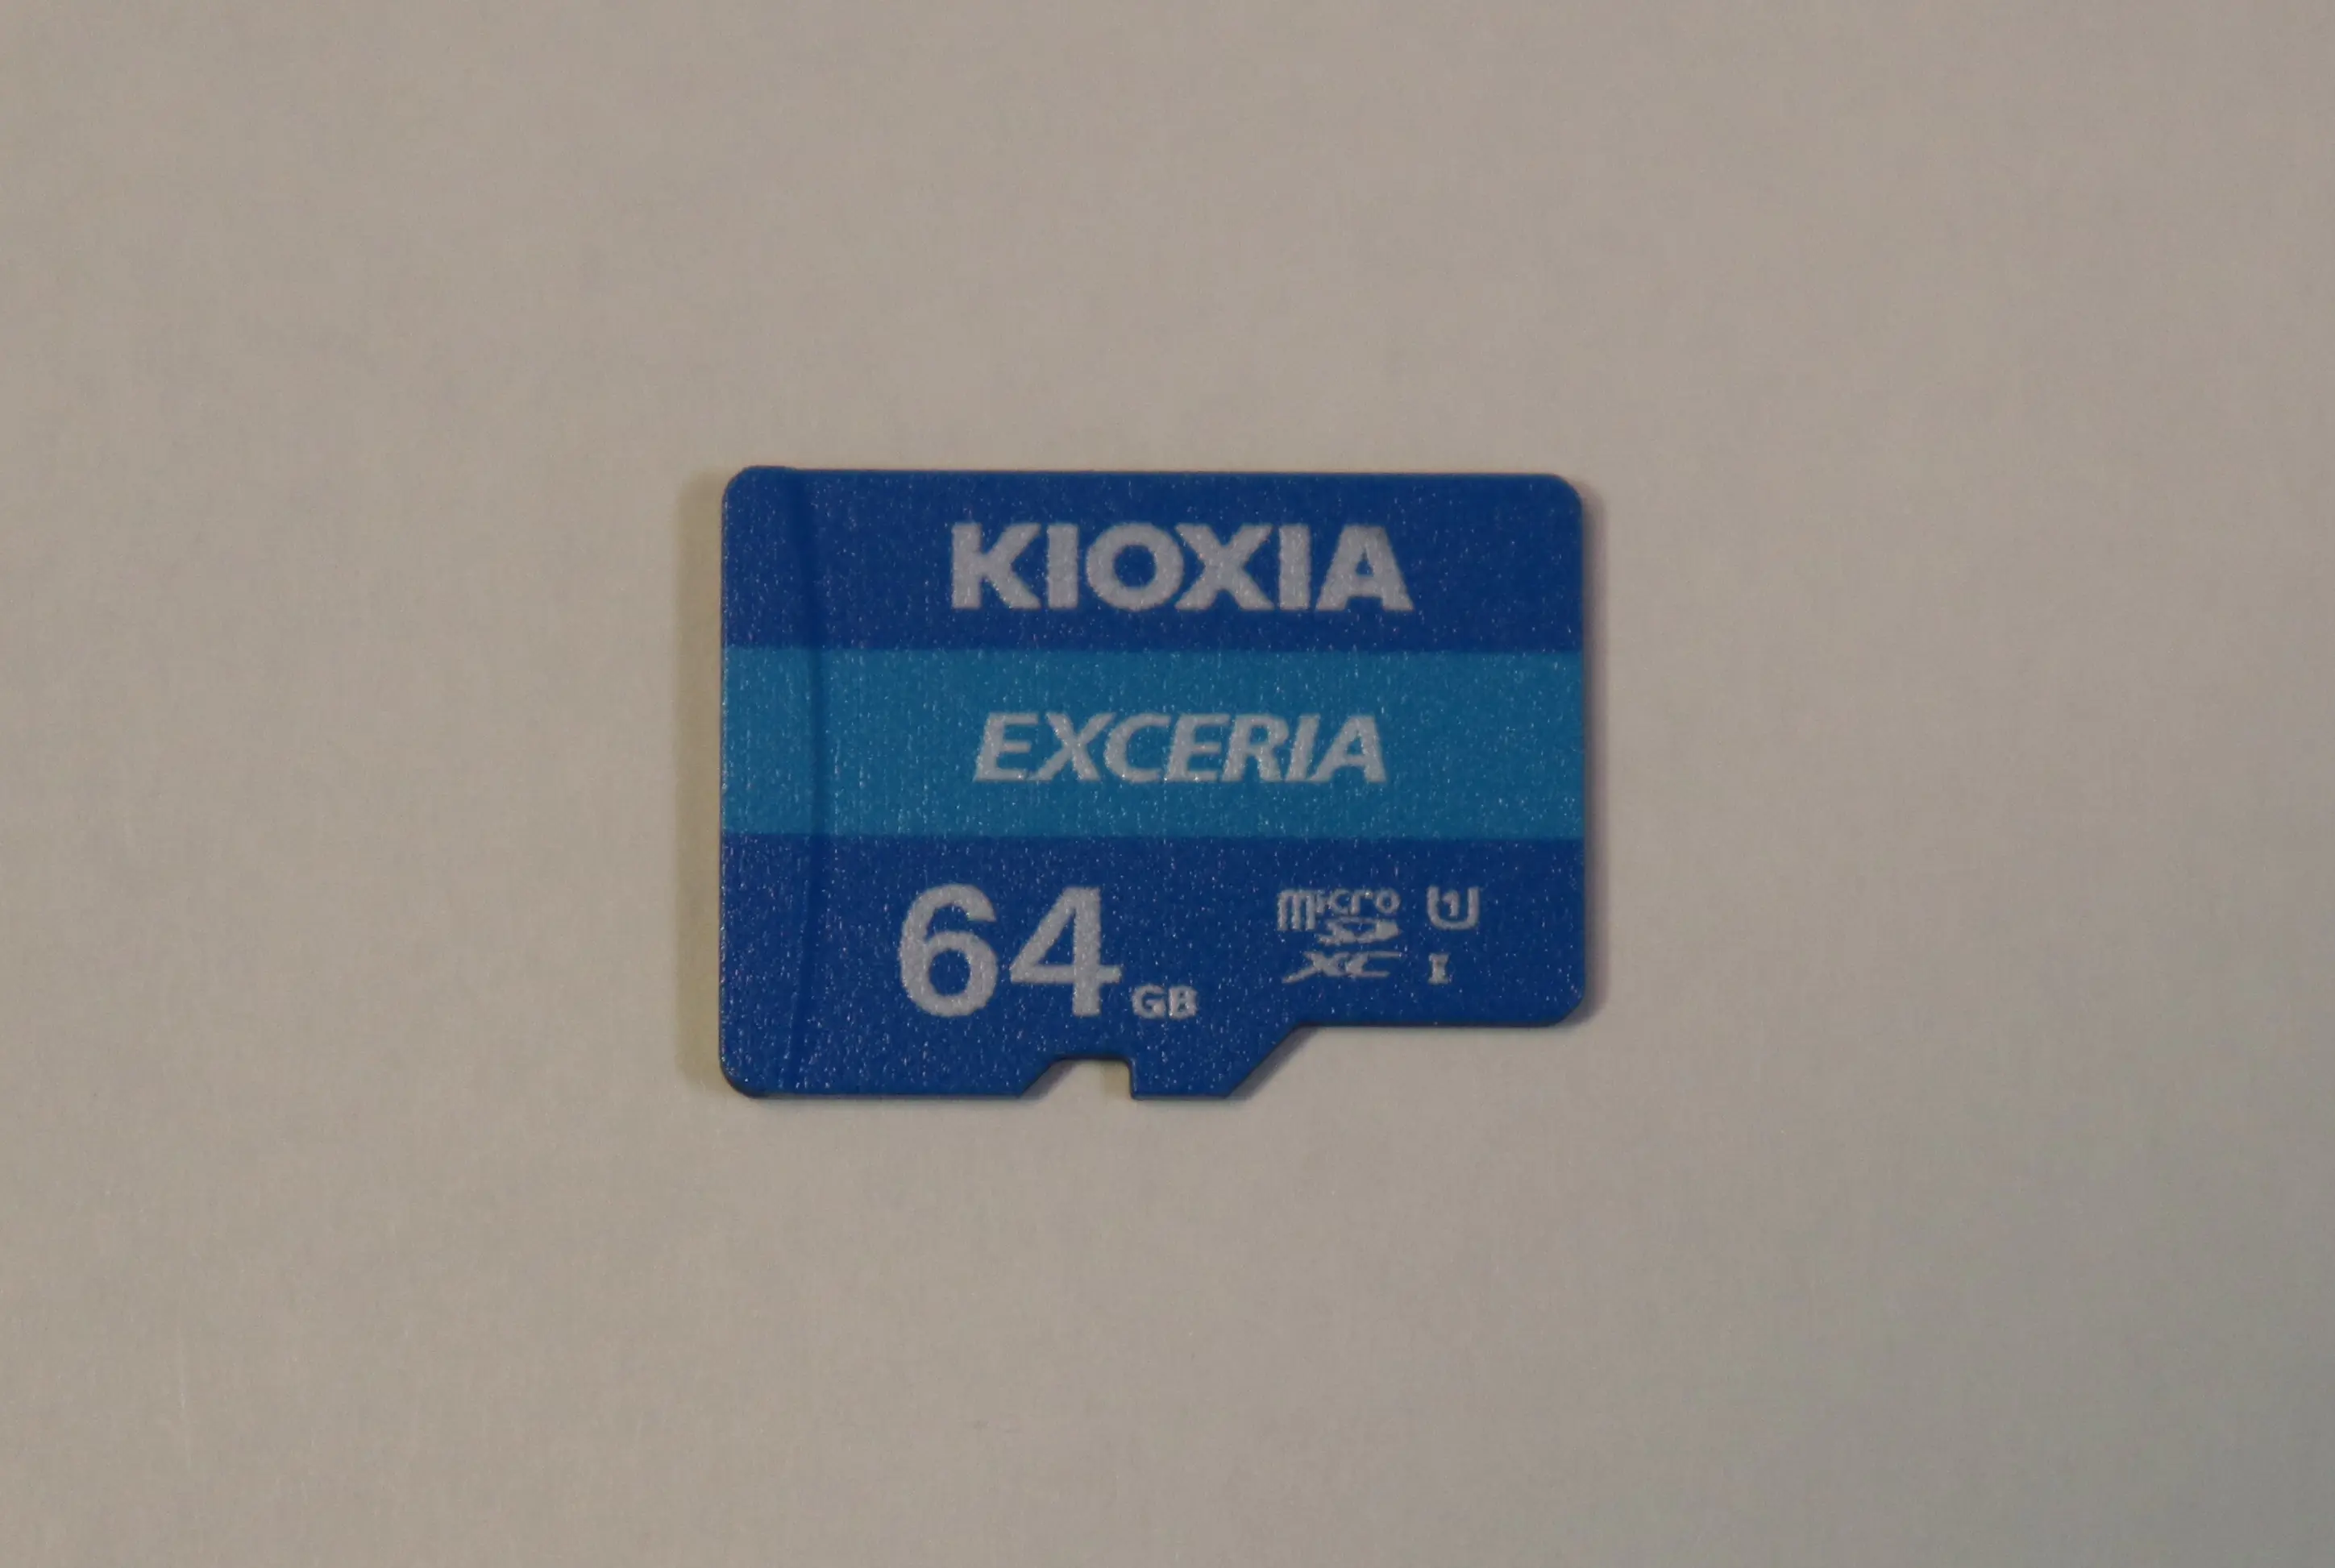 KIOXIA
EXCERIA
64 GB
micro SD XC
U1
I